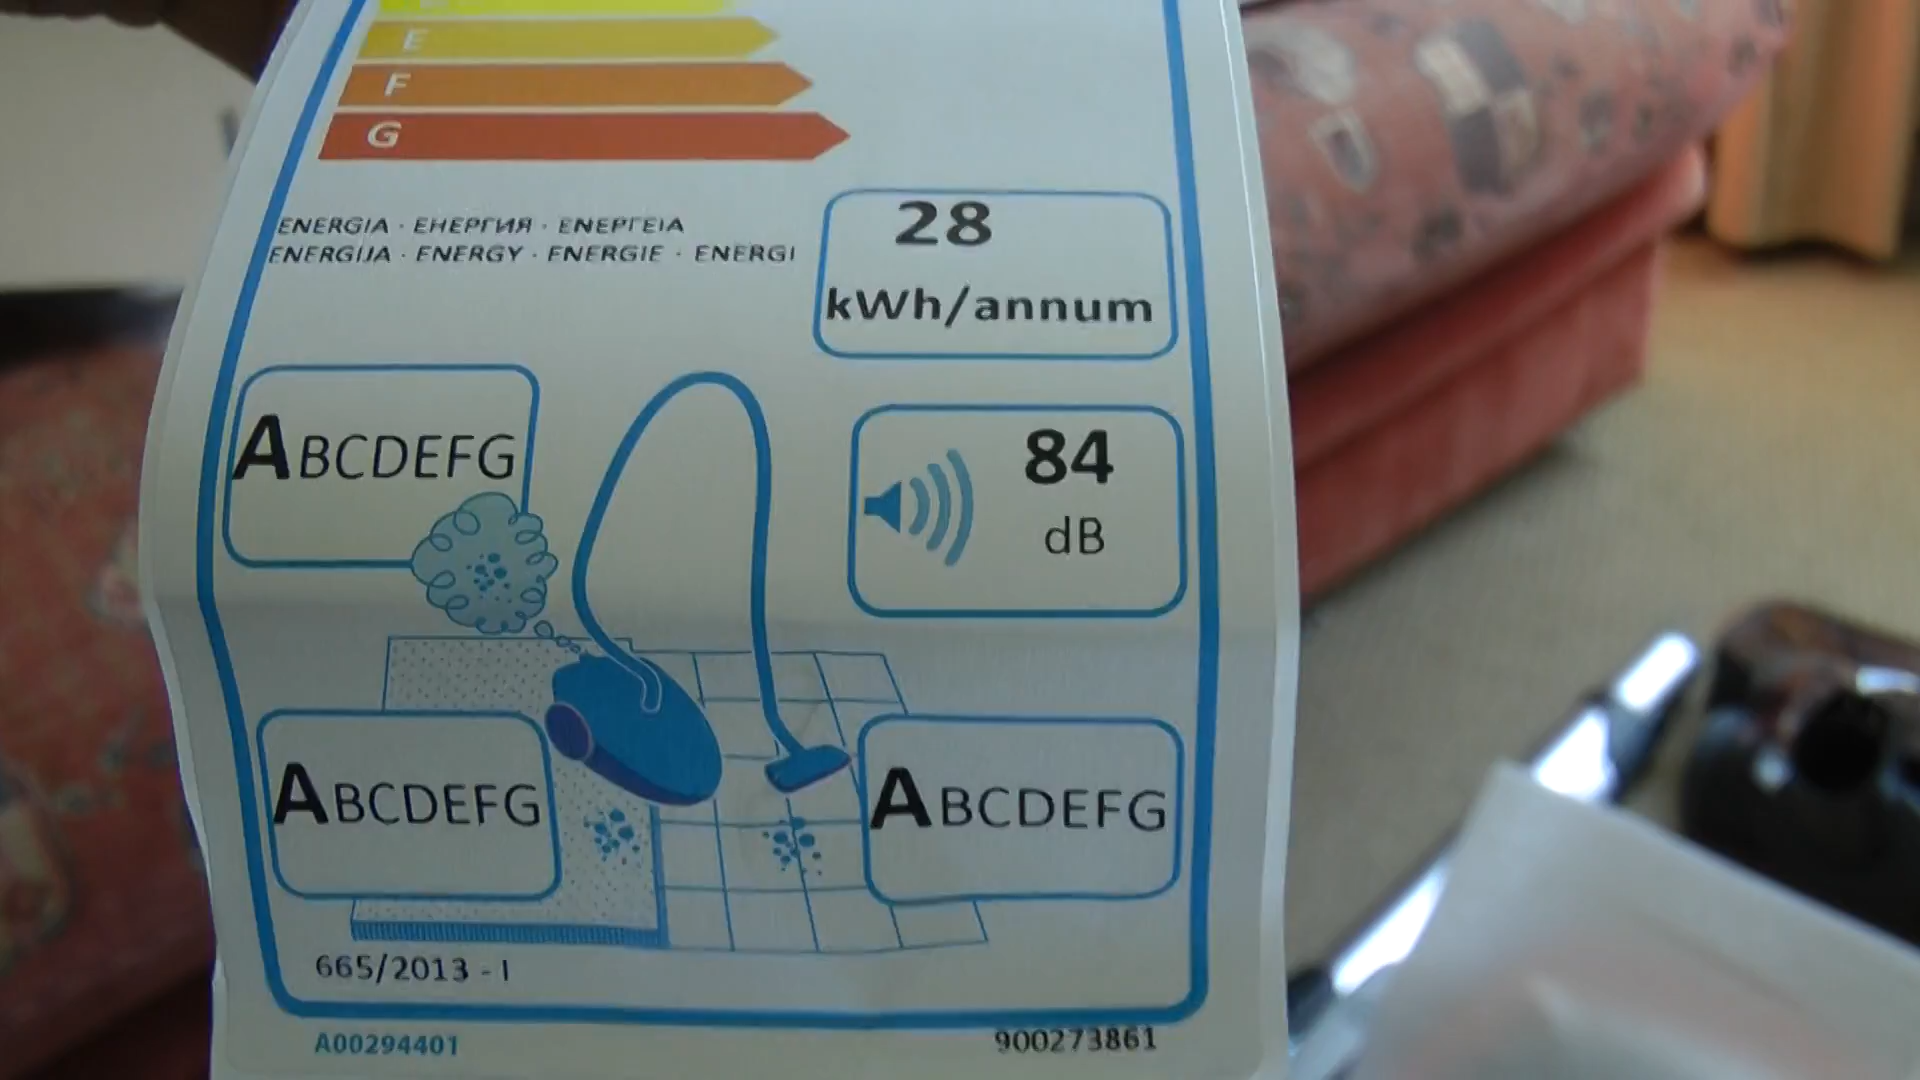 E
F
G
ENERGIA · ЕНЕРГИЯ · ΕΝΕΡΓΕΙΑ
ENERGIJA · ENERGY · ENERGIE · ENERGI
28
kWh/annum
ABCDEFG
84
dB
ABCDEFG
ABCDEFG
665/2013 - I
A00294401
900273861